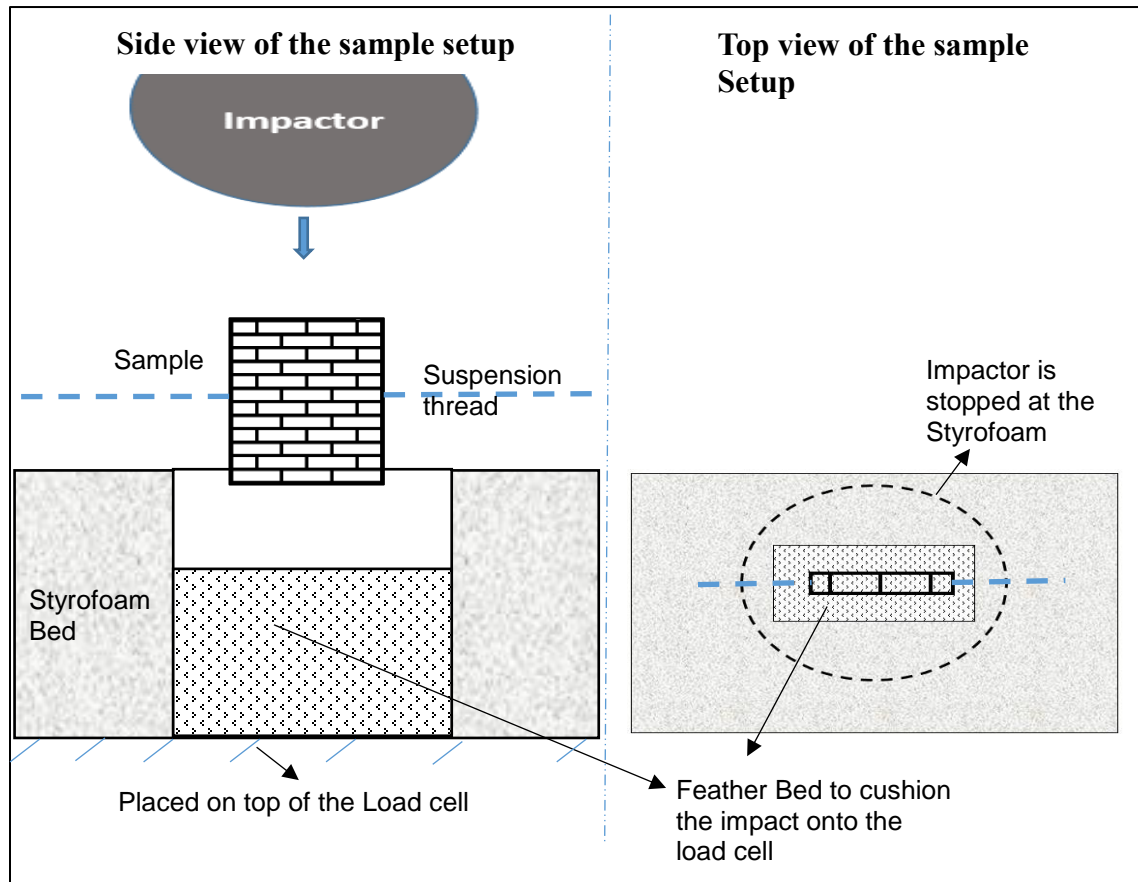 Side view of the sample setup
Impactor
Sample
Suspension
thread
Styrofoam
Bed
Placed on top of the Load cell
Top view of the sample
Setup
Impactor is
stopped at the
Styrofoam
Feather Bed to cushion
the impact onto the
load cell